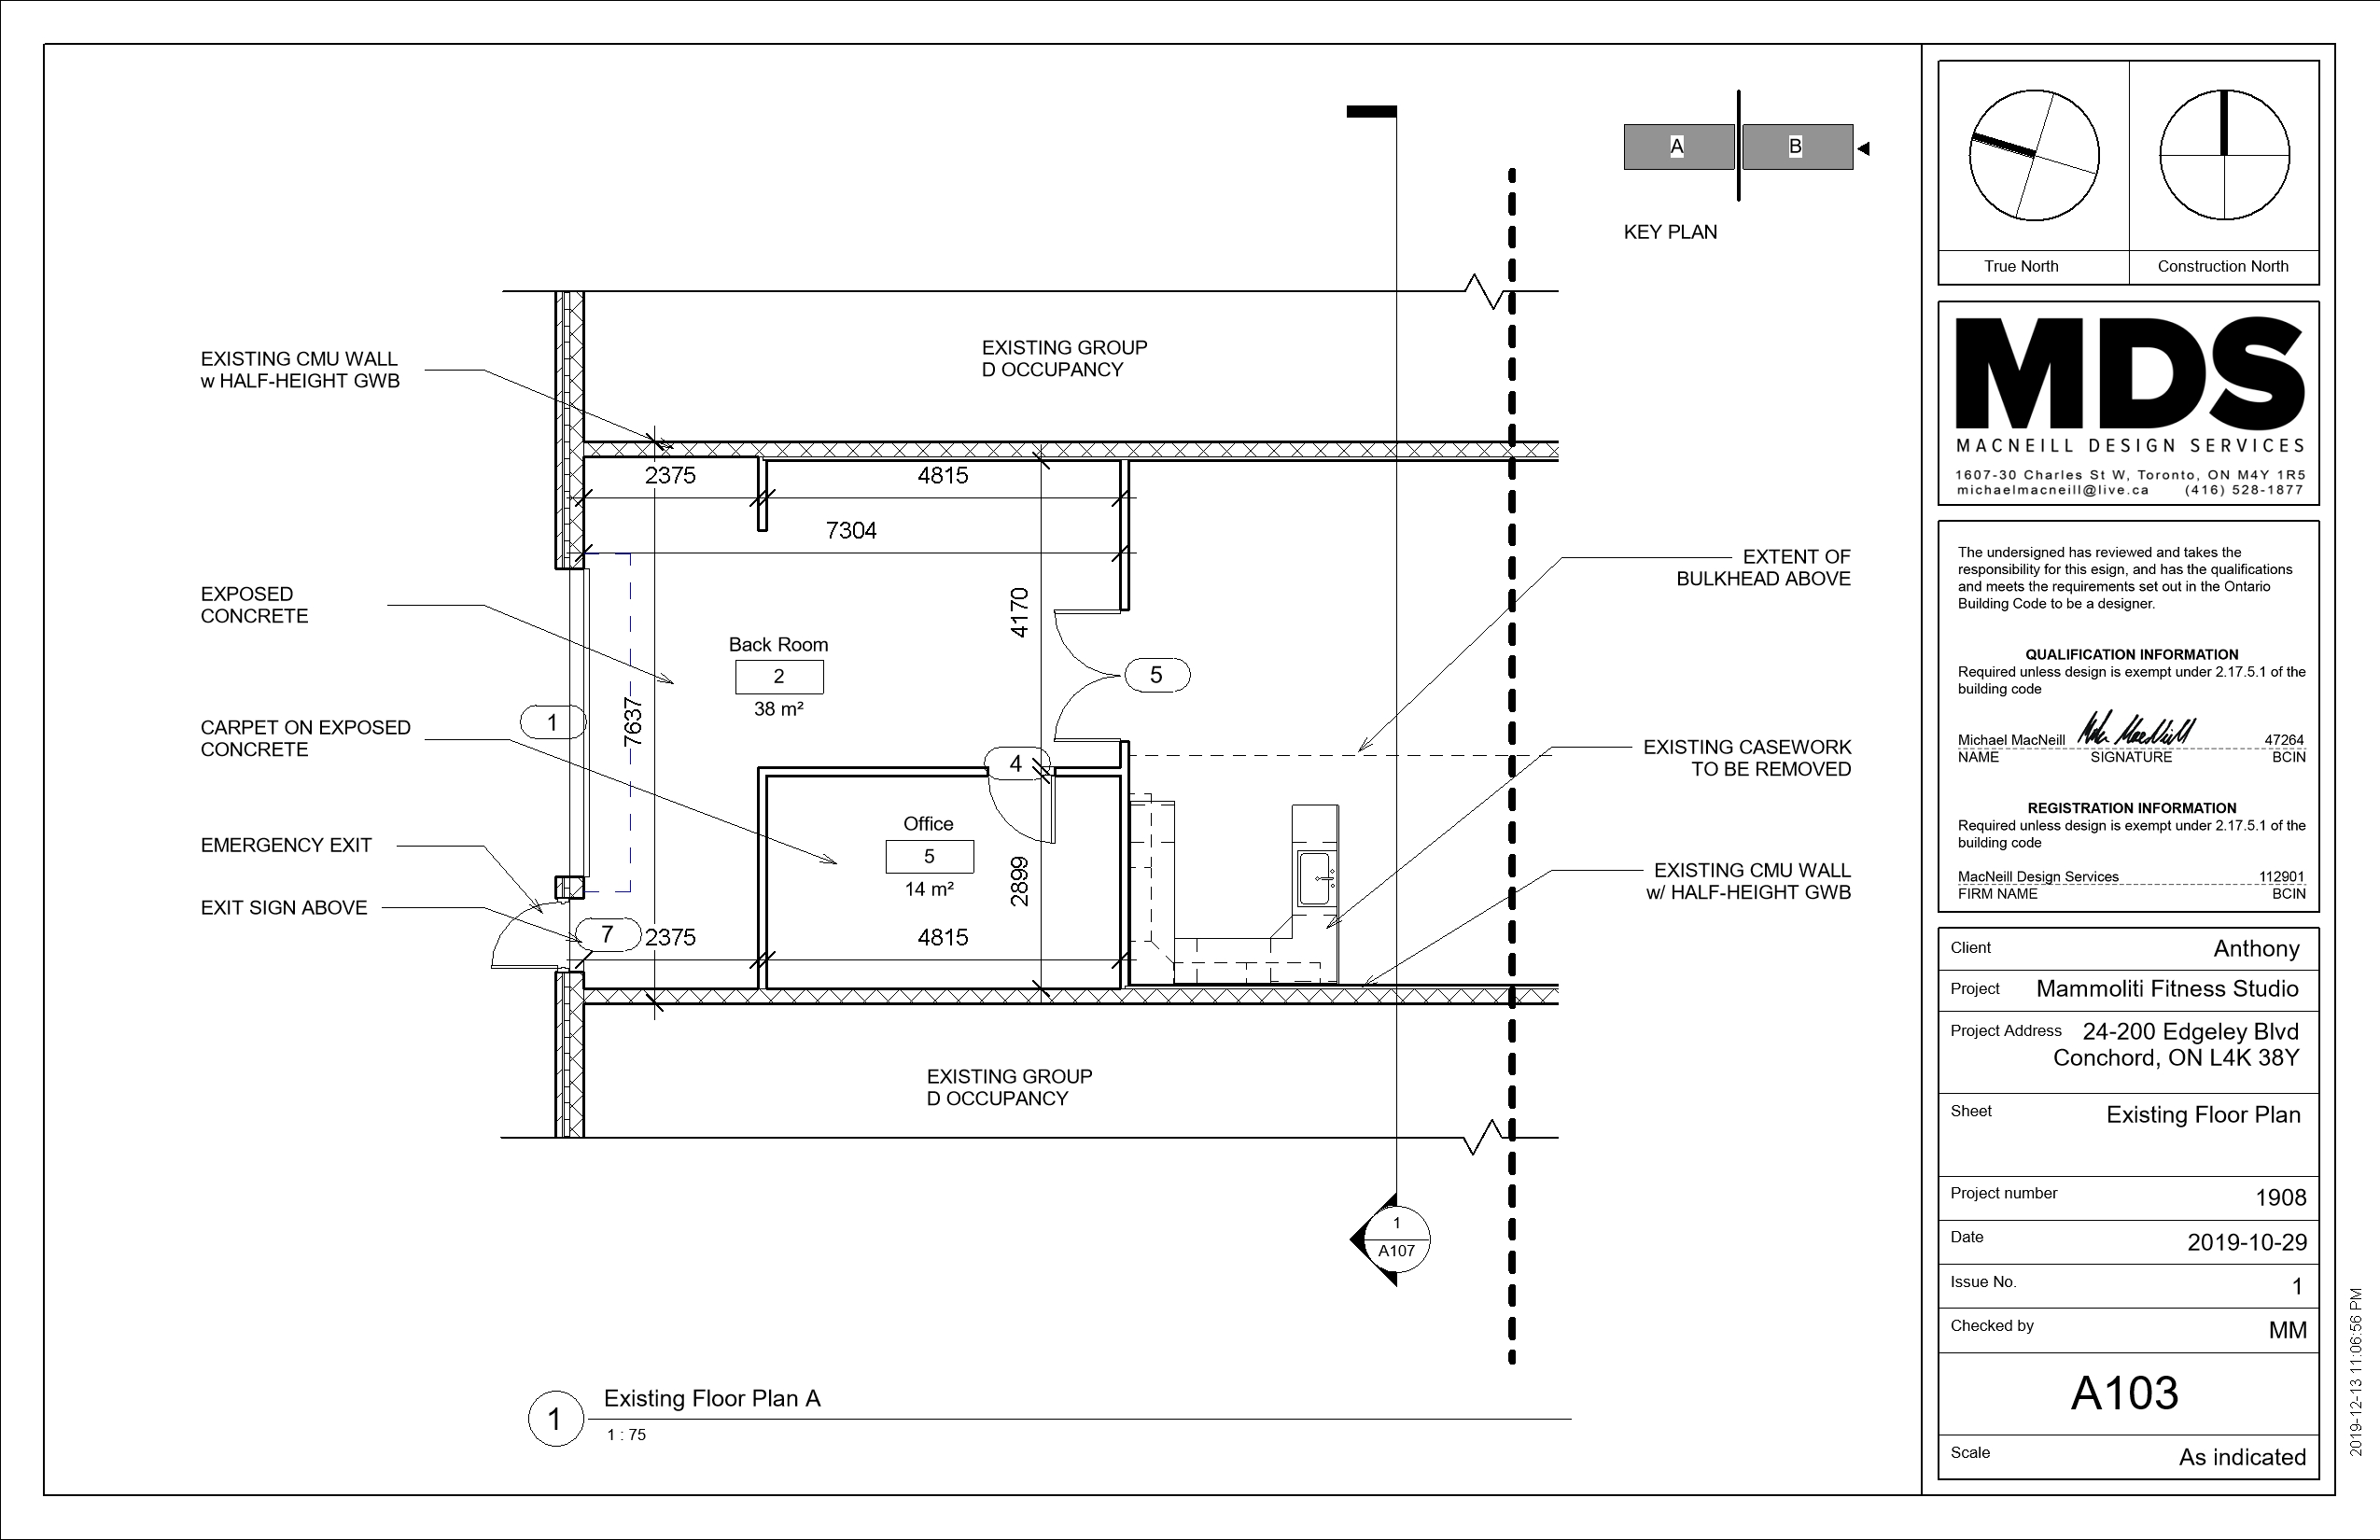 A
B
KEY PLAN
True North
Construction North
EXISTING CMU WALL
w HALF-HEIGHT GWB
EXISTING GROUP
D OCCUPANCY
2375
4815
7304
EXPOSED
CONCRETE
EXTENT OF
BULKHEAD ABOVE
4170
Back Room
2
38 m²
5
1
7637
CARPET ON EXPOSED
CONCRETE
4
EXISTING CASEWORK
TO BE REMOVED
Office
5
14 m²
2899
EMERGENCY EXIT
EXIT SIGN ABOVE
7
2375
4815
EXISTING CMU WALL
w/ HALF-HEIGHT GWB
EXISTING GROUP
D OCCUPANCY
1
A107
1
Existing Floor Plan A
1 : 75
MDS
MACNEILL DESIGN SERVICES
1607-30 Charles St W, Toronto, ON M4Y 1R5
michaelmacneill@live.ca (416) 528-1877
The undersigned has reviewed and takes the
responsibility for this esign, and has the qualifications
and meets the requirements set out in the Ontario
Building Code to be a designer.
QUALIFICATION INFORMATION
Required unless design is exempt under 2.17.5.1 of the
building code
Michael MacNeill Mike MacNeill 47264
NAME SIGNATURE BCIN
REGISTRATION INFORMATION
Required unless design is exempt under 2.17.5.1 of the
building code
MacNeill Design Services 112901
FIRM NAME BCIN
Client Anthony
Project Mammoliti Fitness Studio
Project Address 24-200 Edgeley Blvd
Conchord, ON L4K 38Y
Sheet Existing Floor Plan
Project number 1908
Date 2019-10-29
Issue No. 1
Checked by MM
A103
Scale As indicated
2019-12-13 11:06:56 PM